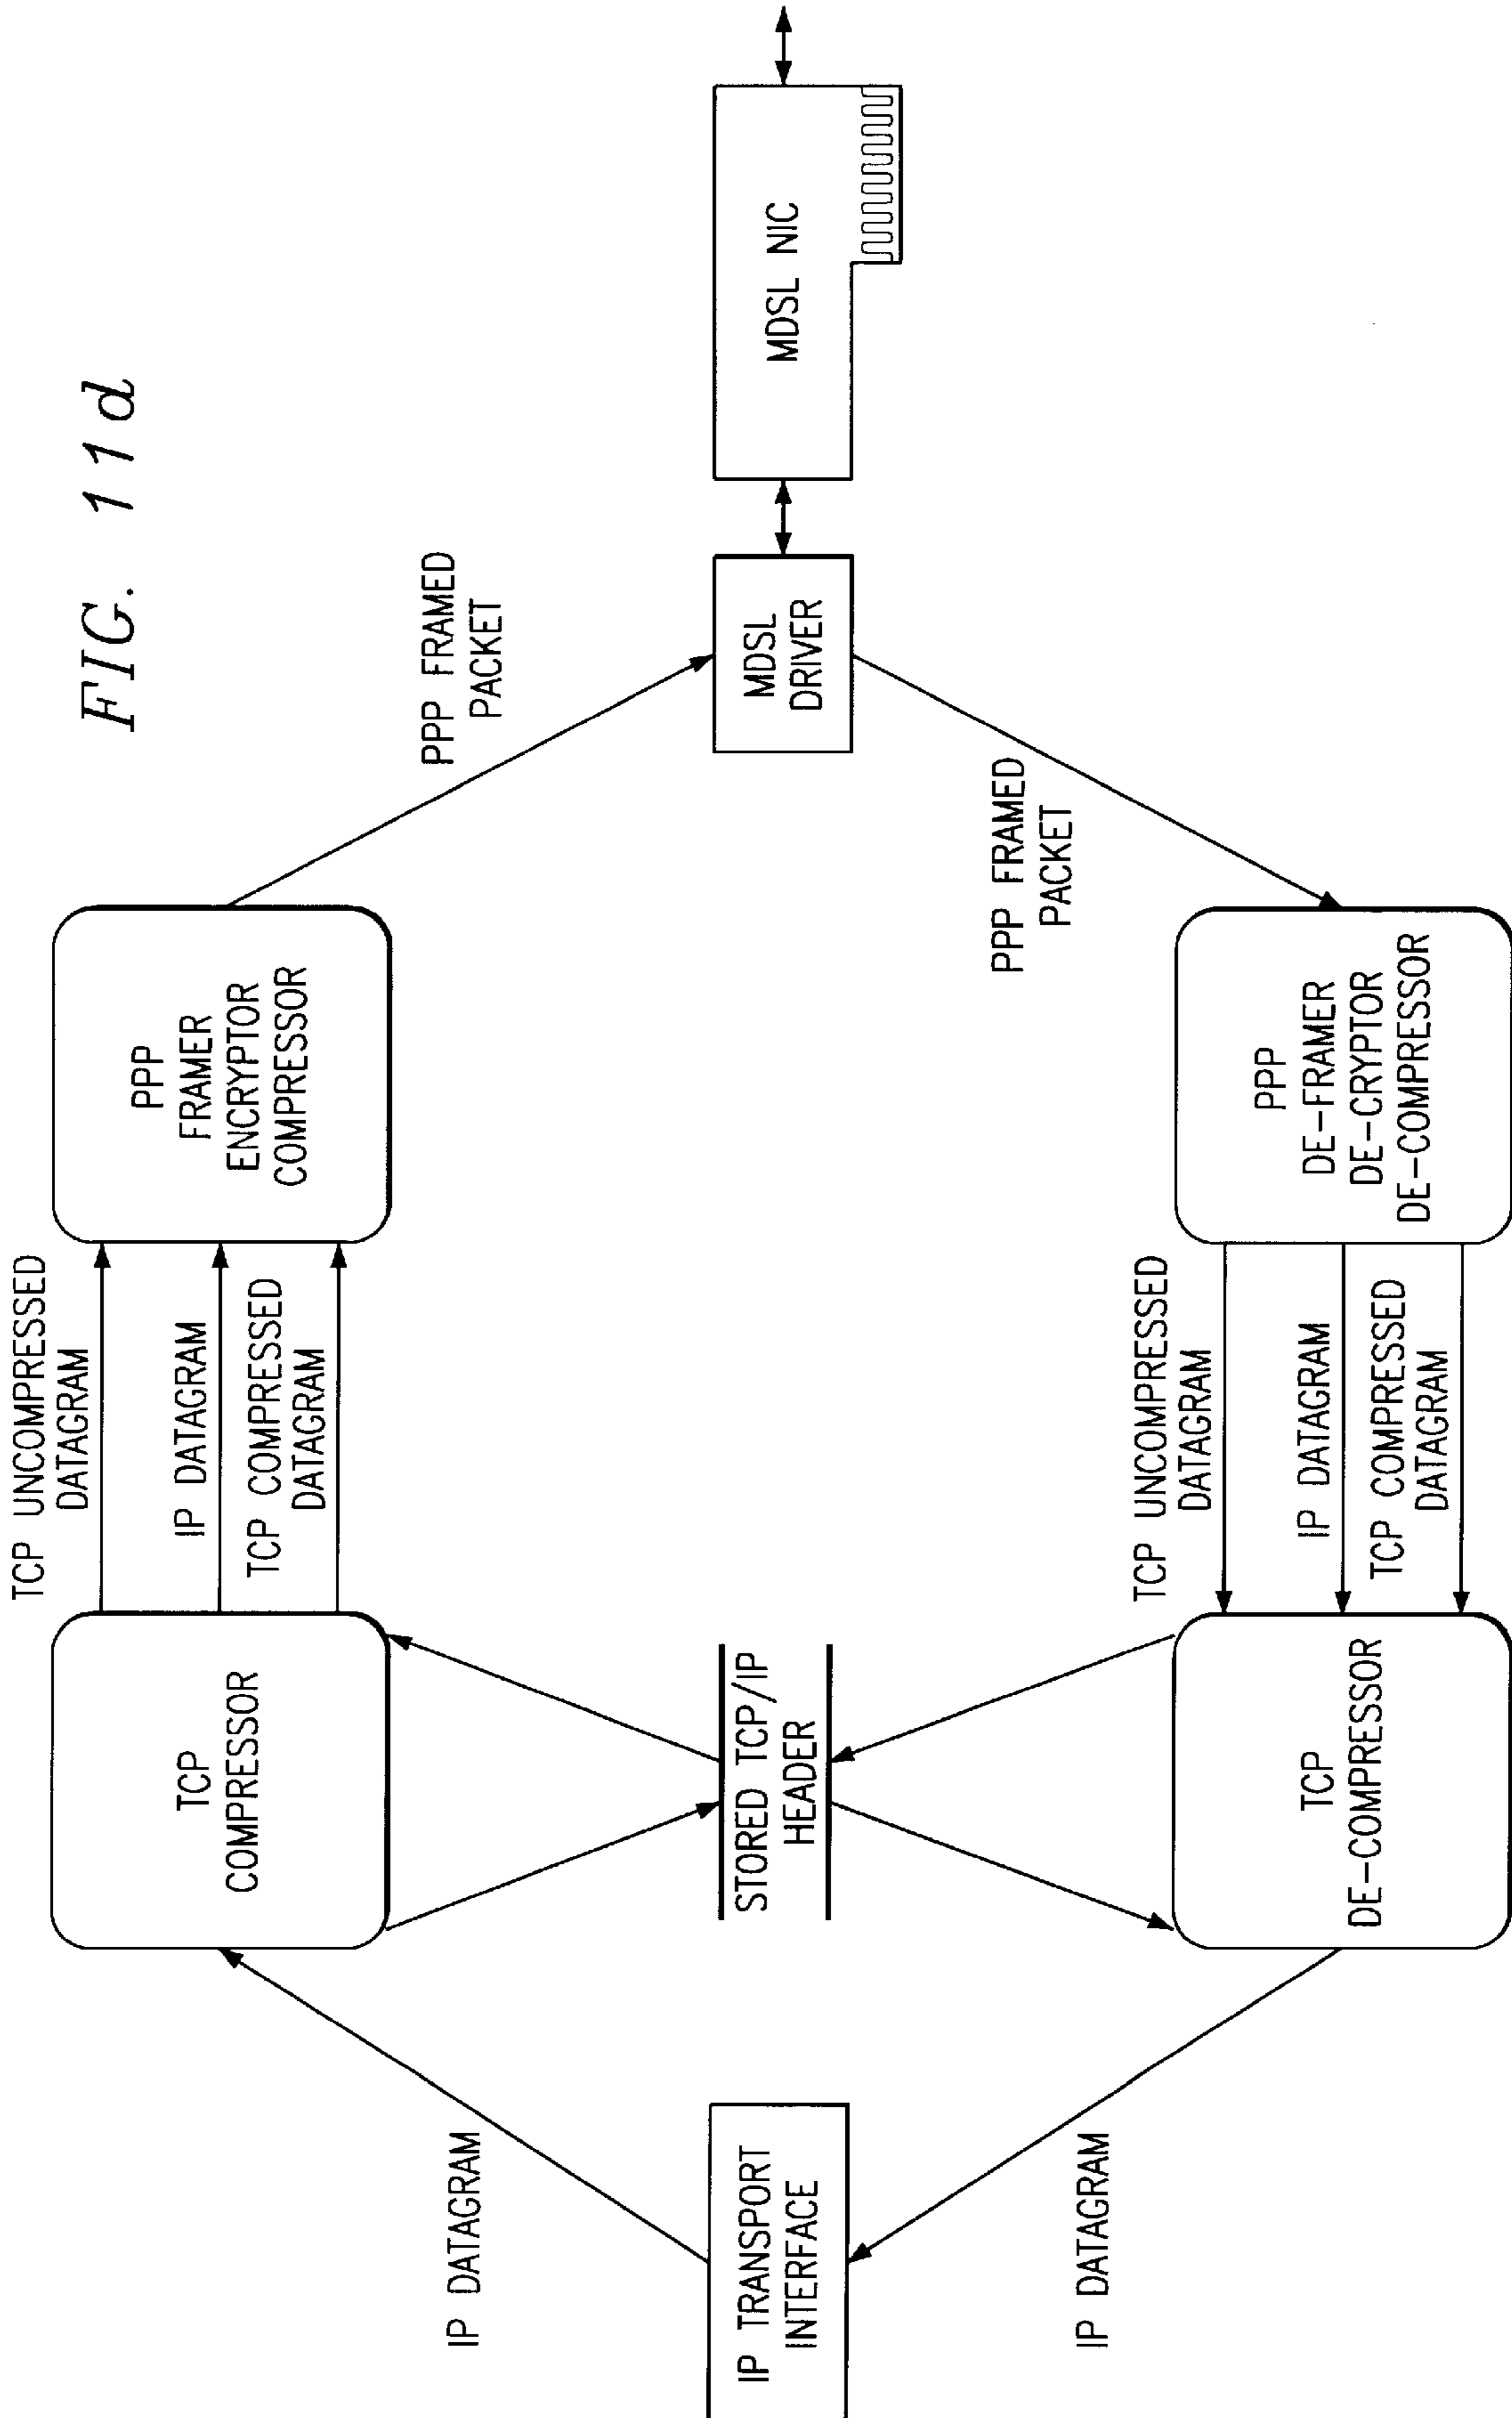 FIG. 11d
TCP UNCOMPRESSED
DATAGRAM
IP DATAGRAM
TCP COMPRESSED
DATAGRAM
TCP
COMPRESSOR
PPP
FRAMER
ENCRYPTOR
COMPRESSOR
IP DATAGRAM
PPP FRAMED
PACKET
IP TRANSPORT
INTERFACE
STORED TCP/IP
HEADER
MDSL
DRIVER
MDSL NIC
IP DATAGRAM
PPP FRAMED
PACKET
TCP UNCOMPRESSED
DATAGRAM
IP DATAGRAM
TCP COMPRESSED
DATAGRAM
TCP
DE-COMPRESSOR
PPP
DE-FRAMER
DE-CRYPTOR
DE-COMPRESSOR